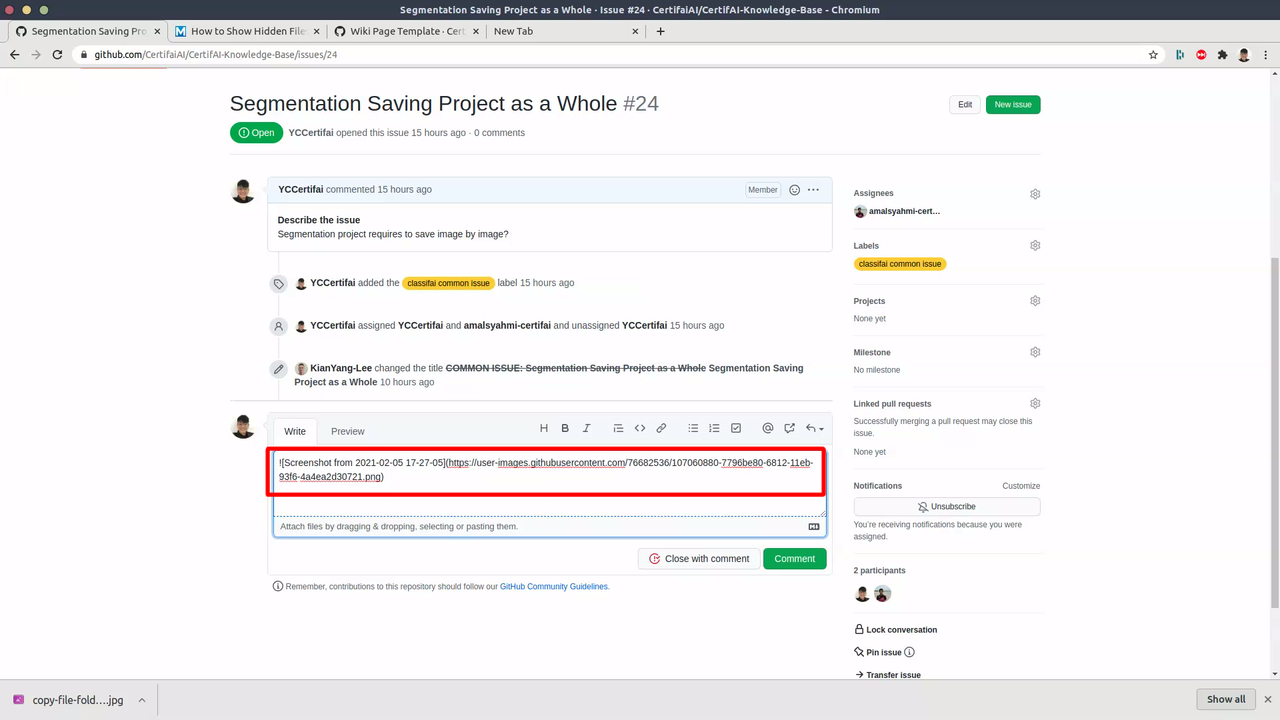 Segmentation Saving Project as a Whole · Issue #24 · CertifaiAI/CertifAI-Knowledge-Base - Chromium
Segmentation Saving Pro × How to Show Hidden File × Wiki Page Template · Cert × New Tab × +
github.com/CertifaiAI/CertifAI-Knowledge-Base/issues/24
Segmentation Saving Project as a Whole #24
Edit
New issue
Open
YCCertifai opened this issue 15 hours ago · 0 comments
YCCertifai commented 15 hours ago
Member
Describe the issue
Segmentation project requires to save image by image?
YCCertifai added the classifai common issue label 15 hours ago
YCCertifai assigned YCCertifai and amalsyahmi-certifai and unassigned YCCertifai 15 hours ago
KianYang-Lee changed the title COMMON ISSUE: Segmentation Saving Project as a Whole Segmentation Saving
Project as a Whole 10 hours ago
Write
Preview
![Screenshot from 2021-02-05 17-27-05](https://user-images.githubusercontent.com/76682536/107060880-7796be80-6812-11eb-
93f6-4a4ea2d30721.png)
Attach files by dragging & dropping, selecting or pasting them.
Close with comment
Comment
Remember, contributions to this repository should follow our GitHub Community Guidelines.
Assignees
amalsyahmi-cert...
Labels
classifai common issue
Projects
None yet
Milestone
No milestone
Linked pull requests
Successfully merging a pull request may close this
issue.
None yet
Notifications
Customize
Unsubscribe
You're receiving notifications because you were
assigned.
2 participants
Lock conversation
Pin issue
Transfer issue
copy-file-fold....jpg
Show all